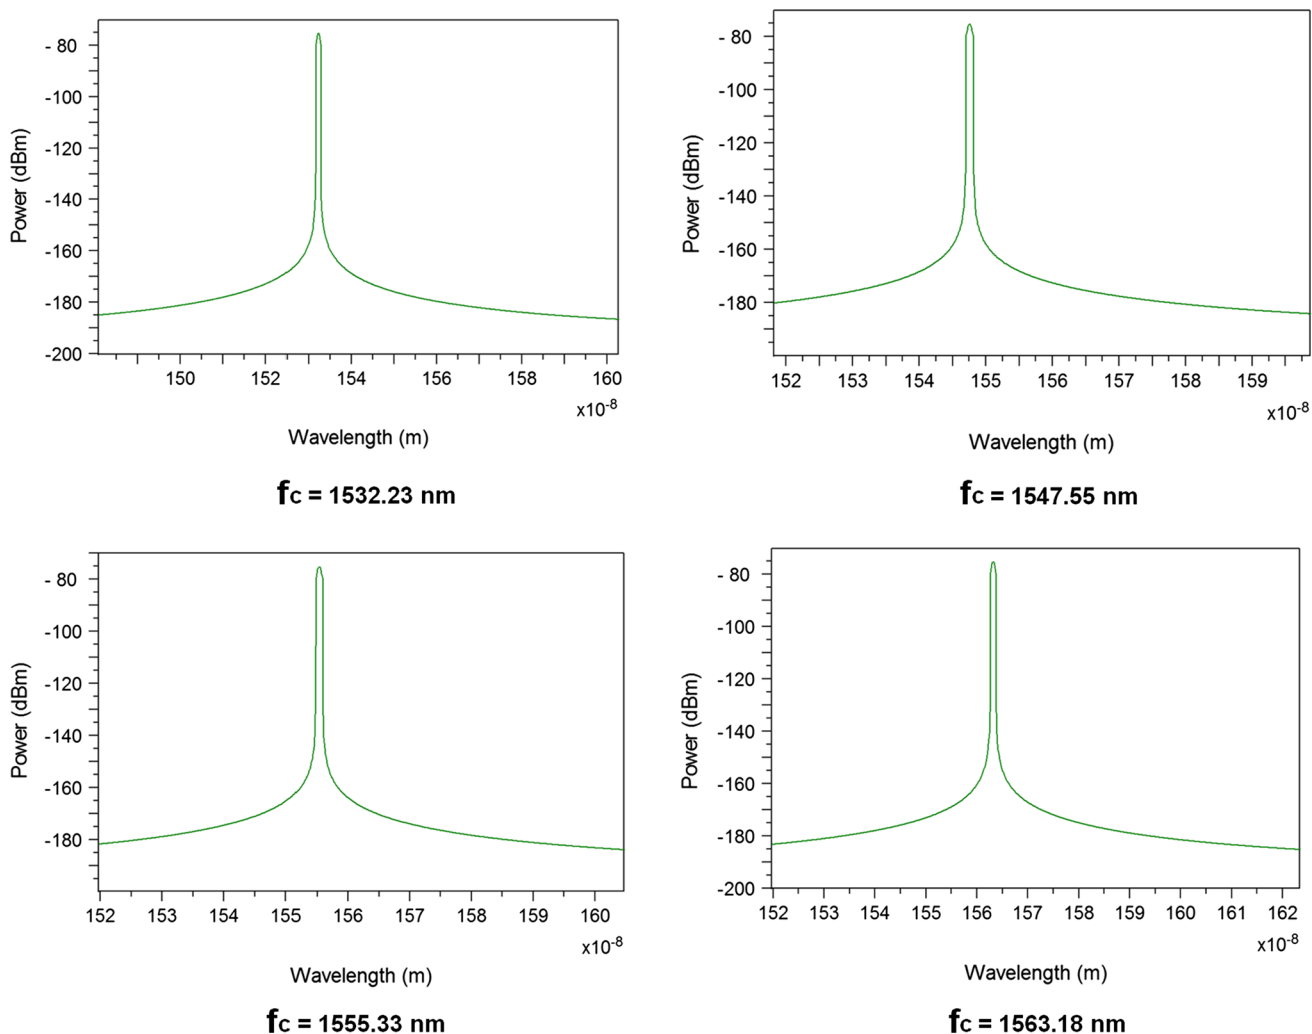 Power (dBm)
- 80
-100
-120
-140
-160
-180
-200
150 152 154 156 158 160
x10-8
Wavelength (m)
fc = 1532.23 nm
Power (dBm)
- 80
-100
-120
-140
-160
-180
152 153 154 155 156 157 158 159
x10-8
Wavelength (m)
fc = 1547.55 nm
Power (dBm)
- 80
-100
-120
-140
-160
-180
152 153 154 155 156 157 158 159 160
x10-8
Wavelength (m)
fc = 1555.33 nm
Power (dBm)
- 80
-100
-120
-140
-160
-180
-200
152 153 154 155 156 157 158 159 160 161 162
x10-8
Wavelength (m)
fc = 1563.18 nm